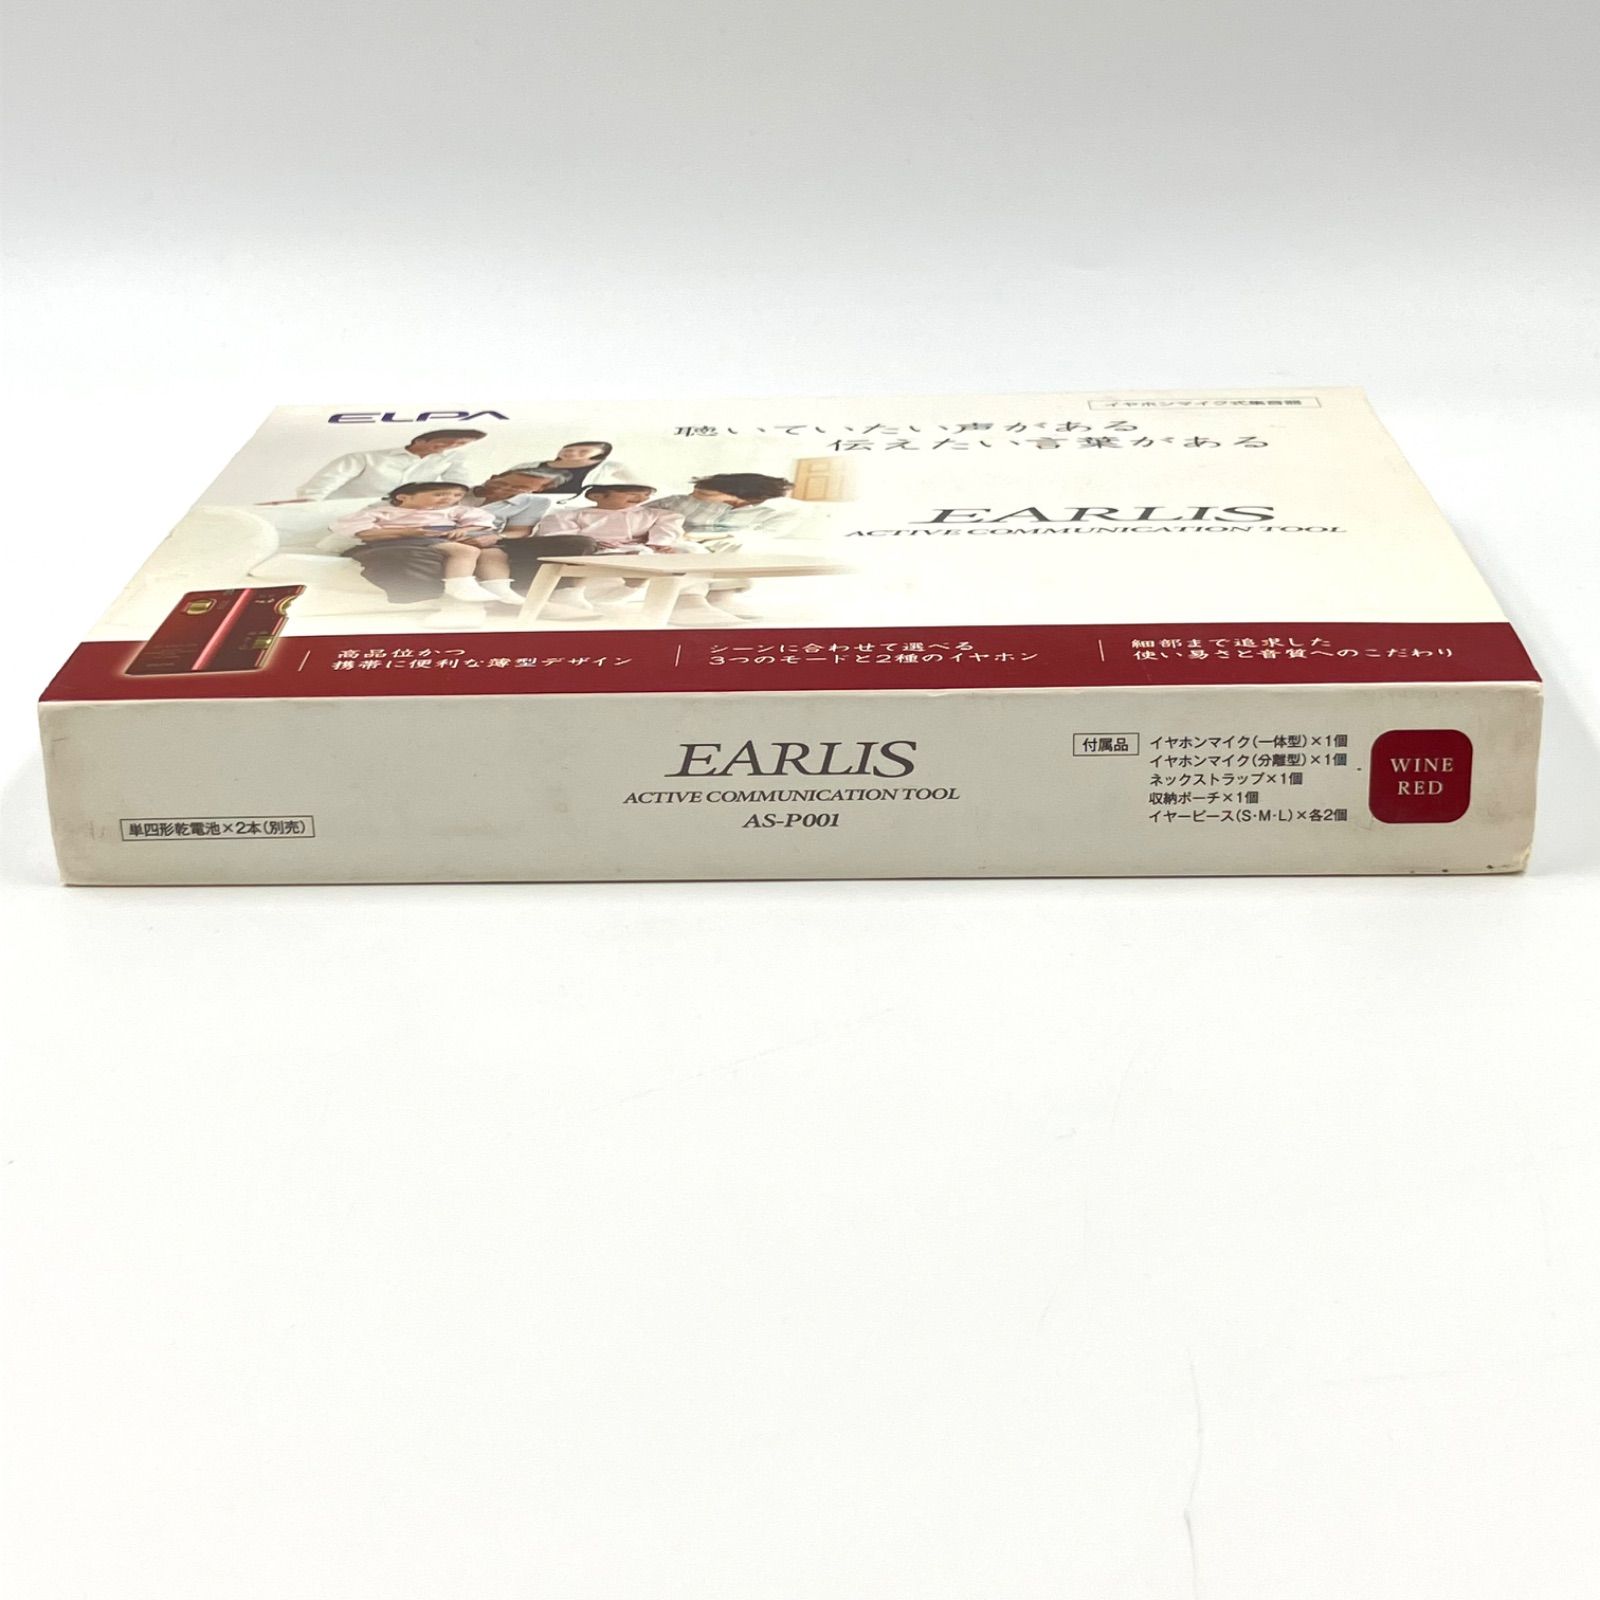 ELPA
イヤホンマイク式集音器
聴いていたい声がある
伝えたい言葉がある
EARLIS
ACTIVE COMMUNICATION TOOL
高品位かつ
携帯に便利な薄型デザイン
シーンに合わせて選べる
3つのモードと2種のイヤホン
細部まで追求した
使い易さと音質へのこだわり
EARLIS
ACTIVE COMMUNICATION TOOL
AS-P001
単四形乾電池×2本(別売)
付属品
イヤホンマイク(一体型)×1個
イヤホンマイク(分離型)×1個
ネックストラップ×1個
収納ポーチ×1個
イヤーピース(S・M・L)×各2個
WINE
RED